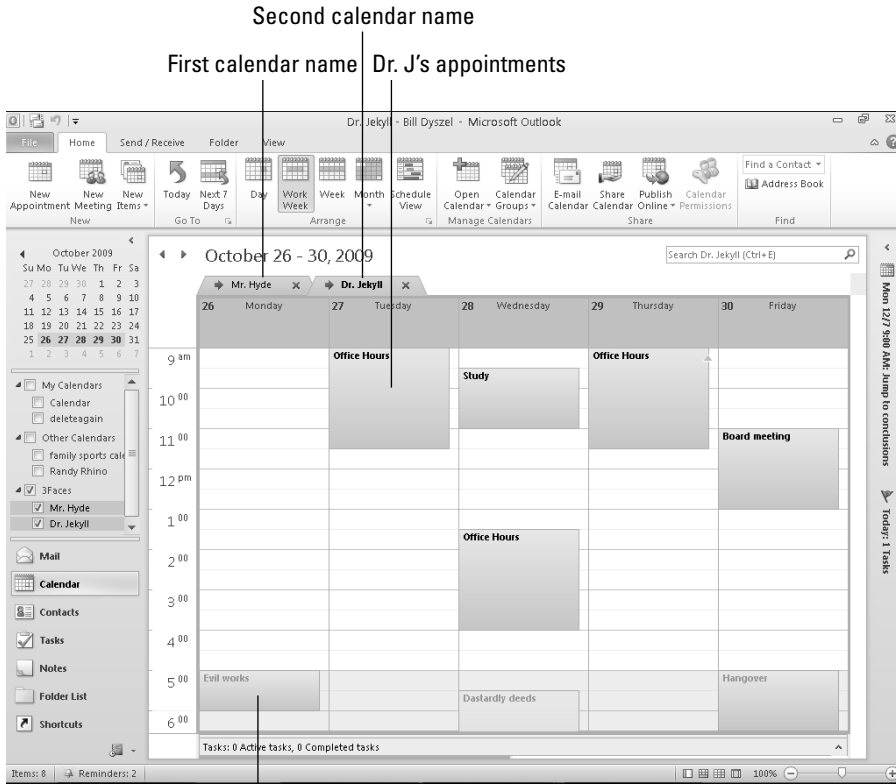 Second calendar name
First calendar name
Dr. J's appointments
Dr. Jekyll - Bill Dyszel - Microsoft Outlook
File Home Send / Receive Folder View
New Appointment
New Meeting
New Items
New
Today
Next 7 Days
Go To
Day
Work Week
Week
Month
Schedule View
Arrange
Open Calendar
Calendar Groups
Manage Calendars
E-mail Calendar
Share Calendar
Publish Online
Calendar Permissions
Share
Find a Contact
Address Book
Find
October 2009
Su Mo Tu We Th Fr Sa
27 28 29 30 1 2 3
4 5 6 7 8 9 10
11 12 13 14 15 16 17
18 19 20 21 22 23 24
25 26 27 28 29 30 31
1 2 3 4 5 6 7
My Calendars
Calendar
deleteagain
Other Calendars
family sports cale
Randy Rhino
3Faces
Mr. Hyde
Dr. Jekyll
Mail
Calendar
Contacts
Tasks
Notes
Folder List
Shortcuts
October 26 - 30, 2009
Search Dr. Jekyll (Ctrl+E)
Mr. Hyde x
Dr. Jekyll x
26 Monday
27 Tuesday
28 Wednesday
29 Thursday
30 Friday
9 am
Office Hours
Office Hours
Study
10 00
11 00
Board meeting
12 pm
1 00
Office Hours
2 00
3 00
4 00
5 00
Evil works
Hangover
Dastardly deeds
6 00
Tasks: 0 Active tasks, 0 Completed tasks
Mon 12/7 9:00 AM: Jump to conclusions
Today: 1 Tasks
Items: 8
Reminders: 2
100%